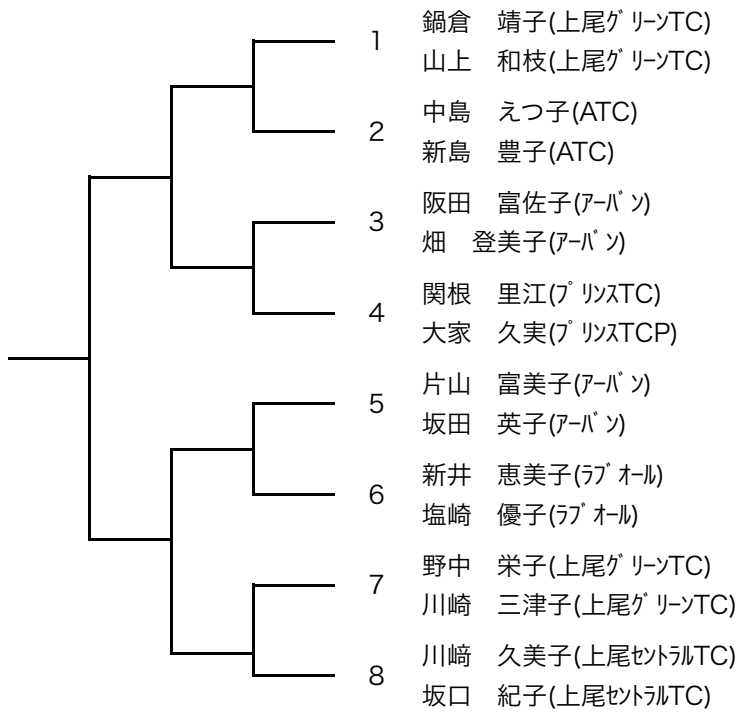 1
鍋倉　靖子(上尾ｸﾞﾘｰﾝTC)
山上　和枝(上尾ｸﾞﾘｰﾝTC)
2
中島　えつ子(ATC)
新島　豊子(ATC)
3
阪田　富佐子(ｱｰﾊﾞﾝ)
畑　登美子(ｱｰﾊﾞﾝ)
4
関根　里江(ﾌﾟﾘﾝｽTC)
大家　久実(ﾌﾟﾘﾝｽTCP)
5
片山　富美子(ｱｰﾊﾞﾝ)
坂田　英子(ｱｰﾊﾞﾝ)
6
新井　恵美子(ﾗﾌﾞｵｰﾙ)
塩崎　優子(ﾗﾌﾞｵｰﾙ)
7
野中　栄子(上尾ｸﾞﾘｰﾝTC)
川崎　三津子(上尾ｸﾞﾘｰﾝTC)
8
川﨑　久美子(上尾ｾﾝﾄﾗﾙTC)
坂口　紀子(上尾ｾﾝﾄﾗﾙTC)